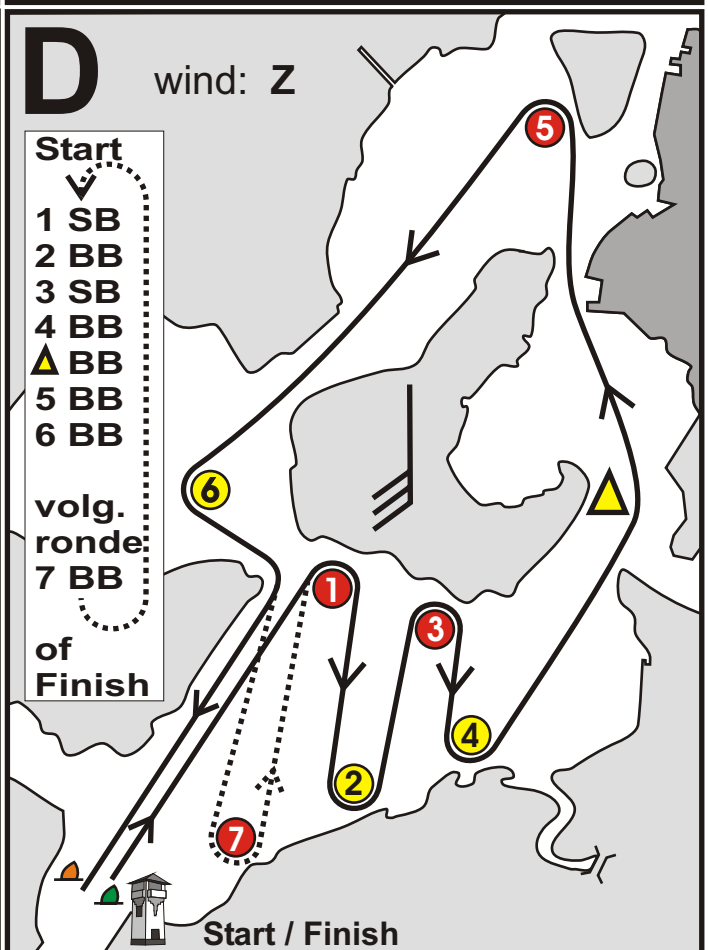 D
wind: Z
Start
1 SB
2 BB
3 SB
4 BB
BB
5 BB
6 BB
volg.
ronde
7 BB
of
Finish
5
6
1
3
4
2
7
Start / Finish